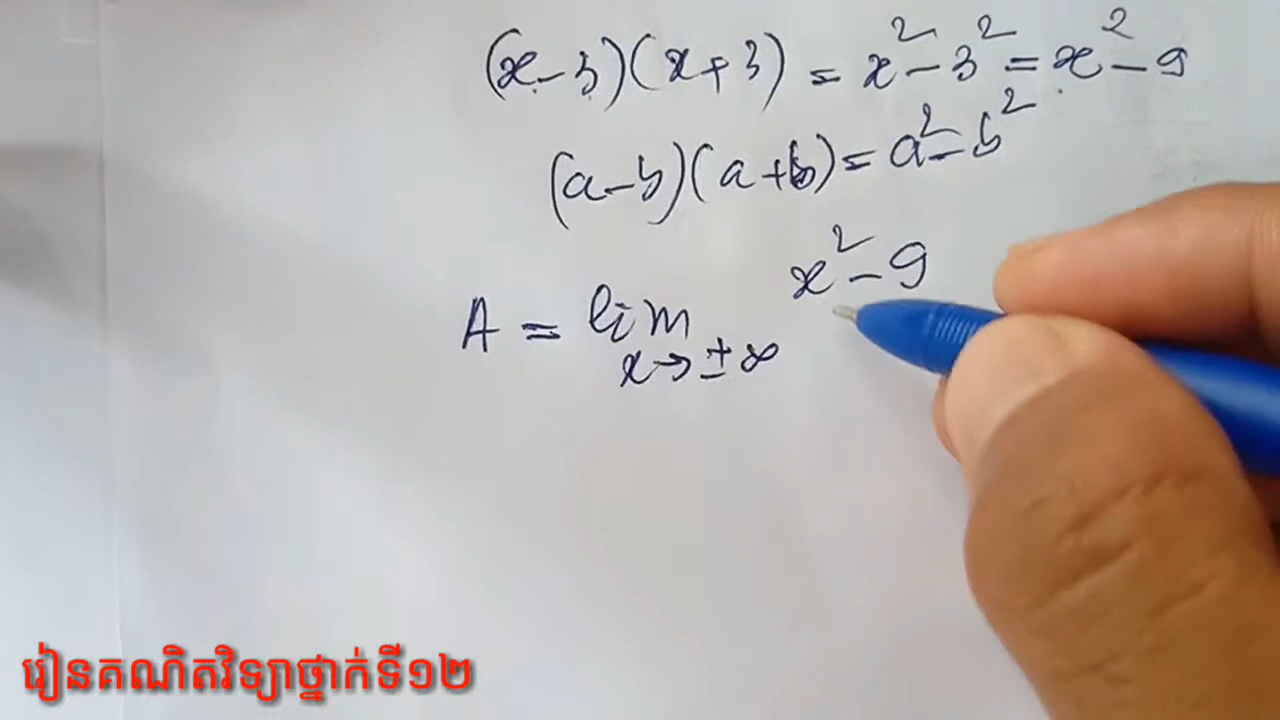 (x-3)(x+3) = x² - 3² = x² - 9
(a-b)(a+b) = a² - b²
A = lim x→±∞ x² - 9
រៀនគណិតវិទ្យាថ្នាក់ទី១២